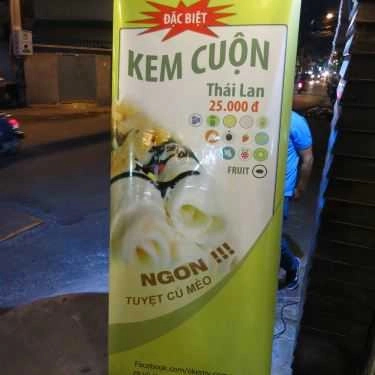 ĐẶC BIỆT
KEM CUỘN
Thái Lan
25.000 đ
FRUIT
NGON !!!
TUYỆT CÚ MÈO